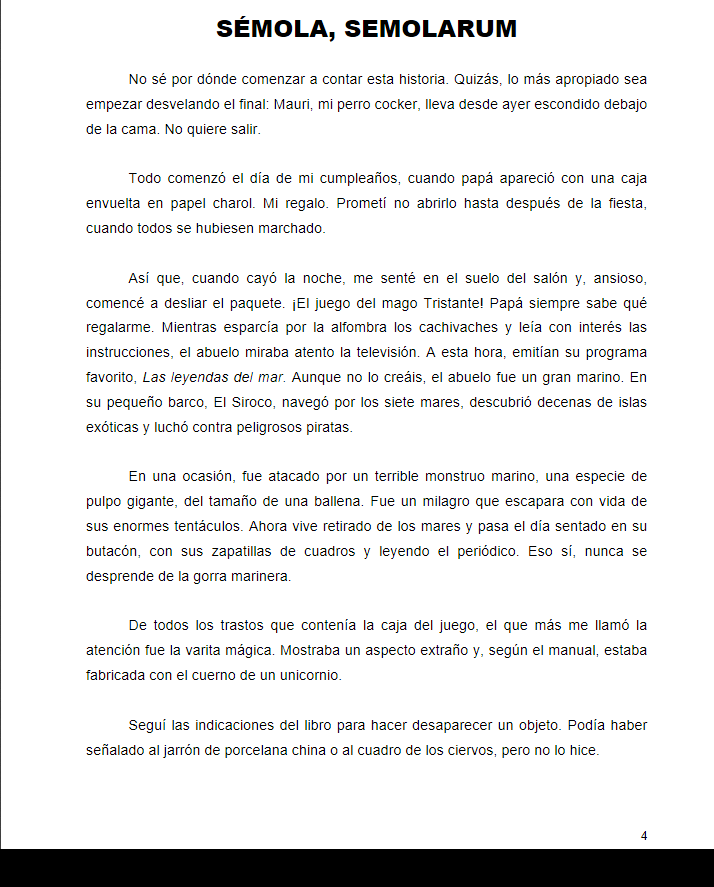 SÉMOLA, SEMOLARUM
No sé por dónde comenzar a contar esta historia. Quizás, lo más apropiado sea
empezar desvelando el final: Mauri, mi perro cocker, lleva desde ayer escondido debajo
de la cama. No quiere salir.
Todo comenzó el día de mi cumpleaños, cuando papá apareció con una caja
envuelta en papel charol. Mi regalo. Prometí no abrirlo hasta después de la fiesta,
cuando todos se hubiesen marchado.
Así que, cuando cayó la noche, me senté en el suelo del salón y, ansioso,
comencé a desliar el paquete. ¡El juego del mago Tristante! Papá siempre sabe qué
regalarme. Mientras esparcía por la alfombra los cachivaches y leía con interés las
instrucciones, el abuelo miraba atento la televisión. A esta hora, emitían su programa
favorito, Las leyendas del mar. Aunque no lo creáis, el abuelo fue un gran marino. En
su pequeño barco, El Siroco, navegó por los siete mares, descubrió decenas de islas
exóticas y luchó contra peligrosos piratas.
En una ocasión, fue atacado por un terrible monstruo marino, una especie de
pulpo gigante, del tamaño de una ballena. Fue un milagro que escapara con vida de
sus enormes tentáculos. Ahora vive retirado de los mares y pasa el día sentado en su
butacón, con sus zapatillas de cuadros y leyendo el periódico. Eso sí, nunca se
desprende de la gorra marinera.
De todos los trastos que contenía la caja del juego, el que más me llamó la
atención fue la varita mágica. Mostraba un aspecto extraño y, según el manual, estaba
fabricada con el cuerno de un unicornio.
Seguí las indicaciones del libro para hacer desaparecer un objeto. Podía haber
señalado al jarrón de porcelana china o al cuadro de los ciervos, pero no lo hice.
4